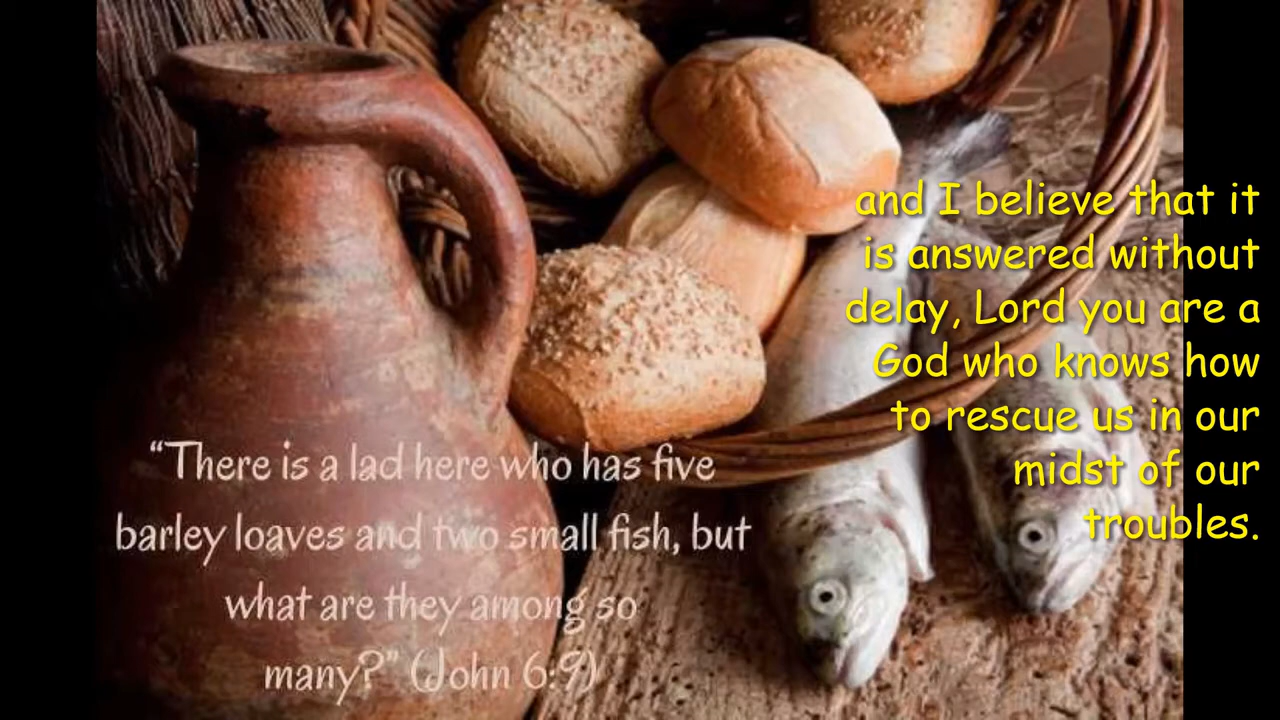 and I believe that it
is answered without
delay, Lord you are a
God who knows how
to rescue us in our
midst of our
troubles.
“There is a lad here who has five
barley loaves and two small fish, but
what are they among so
many?” (John 6:9)